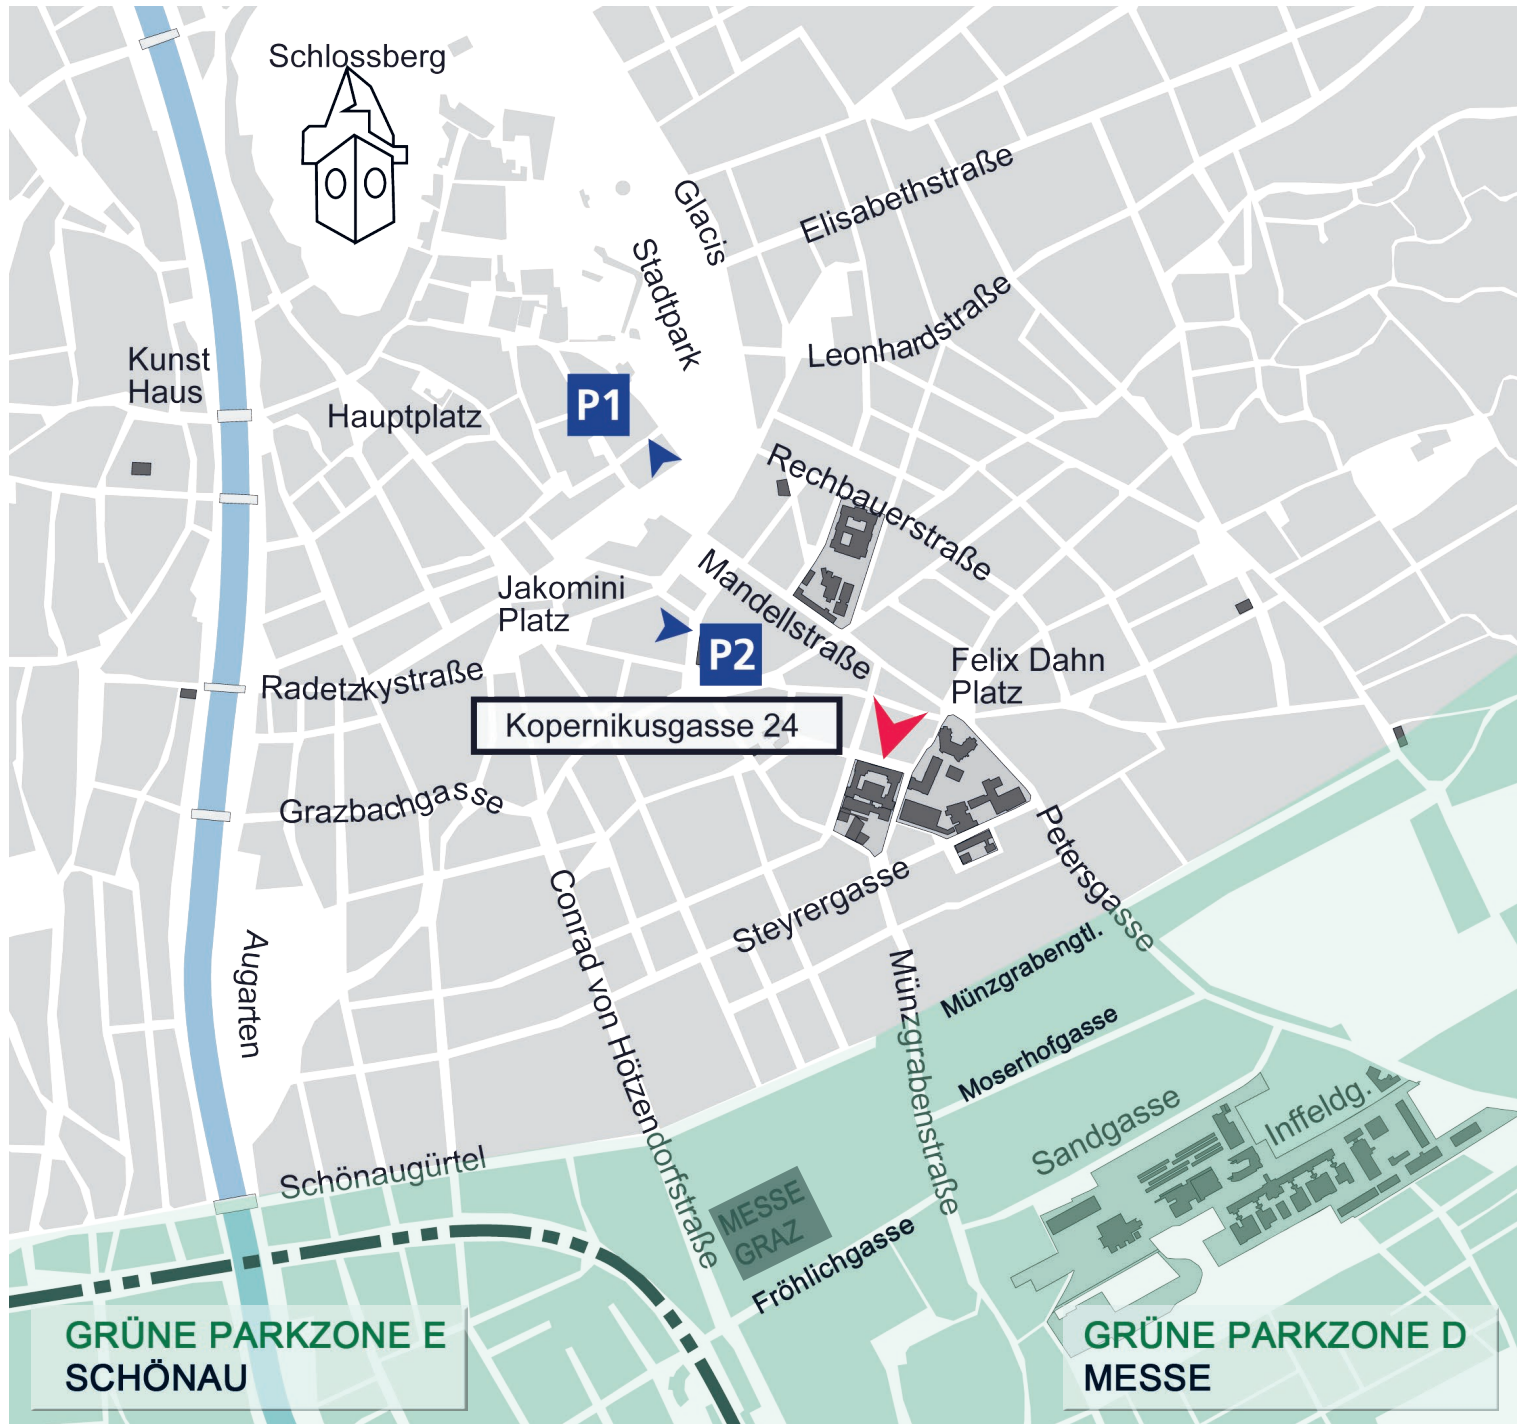 Schlossberg
Glacis
Elisabethstraße
Stadtpark
Leonhardstraße
Kunst
Haus
P1
Hauptplatz
Rechbauerstraße
Mandellstraße
Jakomini
Platz
P2
Felix Dahn
Platz
Radetzkystraße
Kopernikusgasse 24
Grazbachgasse
Petersgasse
Conrad von Hötzendorfstraße
Steyrergasse
Augarten
Münzgrabengtl.
Münzgrabenstraße
Moserhofgasse
Sandgasse
Inffeldg.
Schönaugürtel
MESSE
GRAZ
Fröhlichgasse
GRÜNE PARKZONE E
SCHÖNAU
GRÜNE PARKZONE D
MESSE